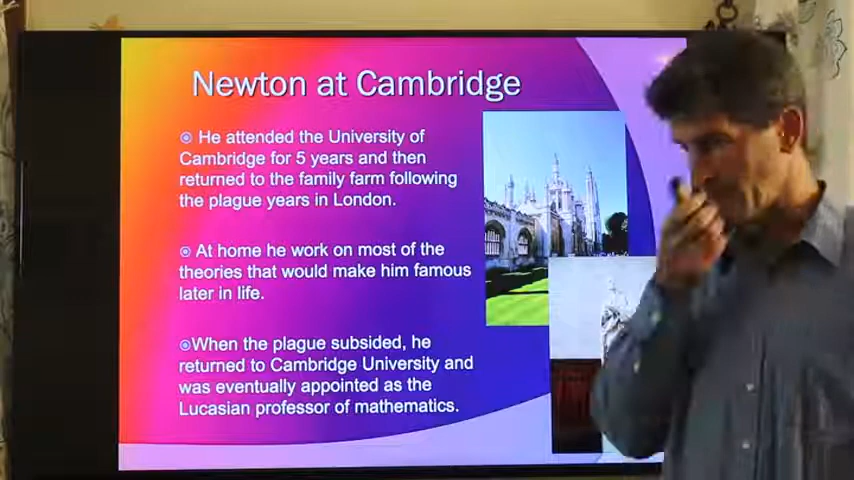 Newton at Cambridge
He attended the University of
Cambridge for 5 years and then
returned to the family farm following
the plague years in London.
At home he work on most of the
theories that would make him famous
later in life.
When the plague subsided, he
returned to Cambridge University and
was eventually appointed as the
Lucasian professor of mathematics.